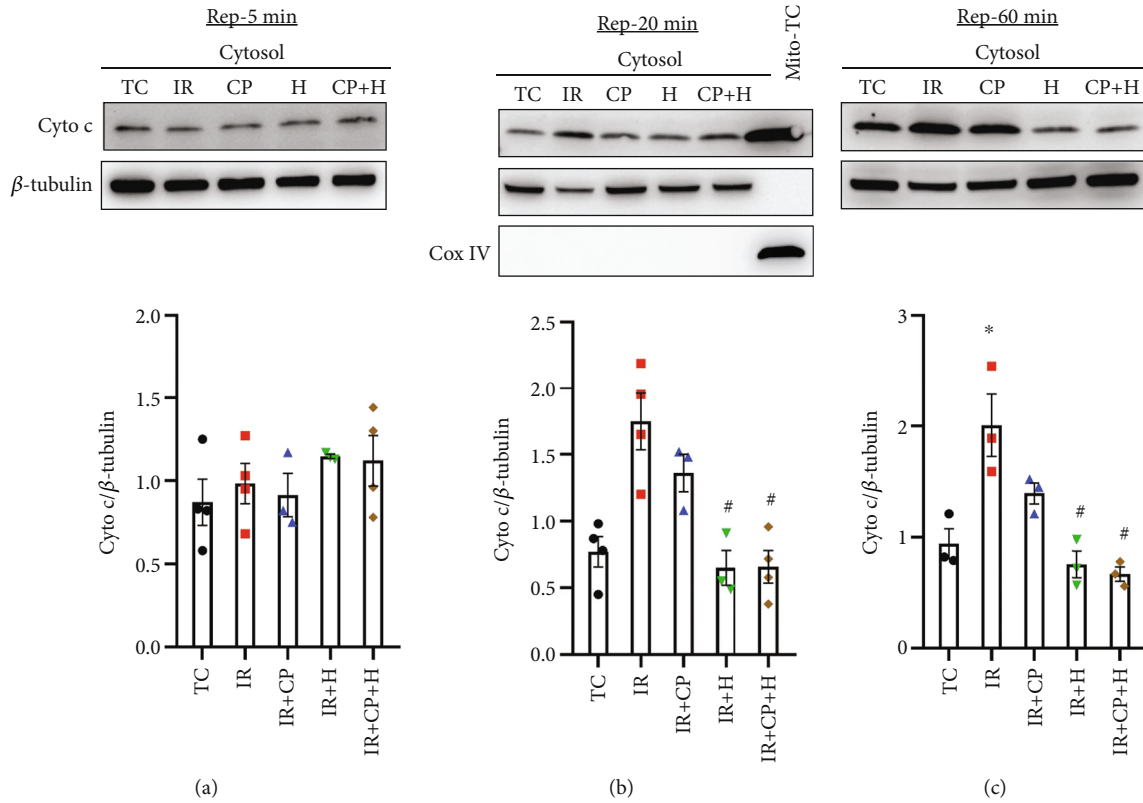 Rep-5 min
Cytosol
TC IR CP H CP+H
Cyto c
β-tubulin
Rep-20 min
Cytosol
Mito-TC
TC IR CP H CP+H
Cox IV
Rep-60 min
Cytosol
TC IR CP H CP+H
2.0
1.5
1.0
0.5
0.0
Cyto c/β-tubulin
TC
IR
IR+CP
IR+H
IR+CP+H
(a)
2.5
2.0
1.5
1.0
0.5
0.0
Cyto c/β-tubulin
# #
TC
IR
IR+CP
IR+H
IR+CP+H
(b)
3
2
1
0
Cyto c/β-tubulin
*
#
#
TC
IR
IR+CP
IR+H
IR+CP+H
(c)